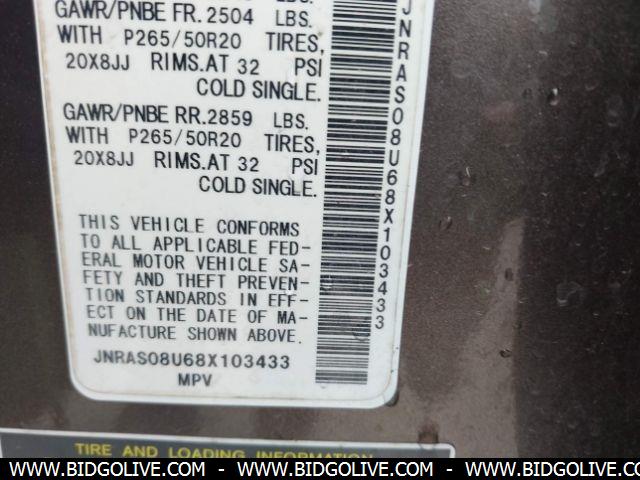 GAWR/PNBE FR. 2504 LBS.
WITH P265/50R20 TIRES,
20X8JJ RIMS.AT 32 PSI
COLD SINGLE.
GAWR/PNBE RR. 2859 LBS.
WITH P265/50R20 TIRES,
20X8JJ RIMS.AT 32 PSI
COLD SINGLE.
THIS VEHICLE CONFORMS
TO ALL APPLICABLE FED-
ERAL MOTOR VEHICLE SA-
FETY AND THEFT PREVEN-
TION STANDARDS IN EFF-
ECT ON THE DATE OF MA-
NUFACTURE SHOWN ABOVE.
JNRAS08U68X103433
MPV
JNRAS08U68X103433
TIRE AND LOADING INFORMATION
WWW.BIDGOLIVE.COM - WWW.BIDGOLIVE.COM - WWW.BIDGOLIVE.COM